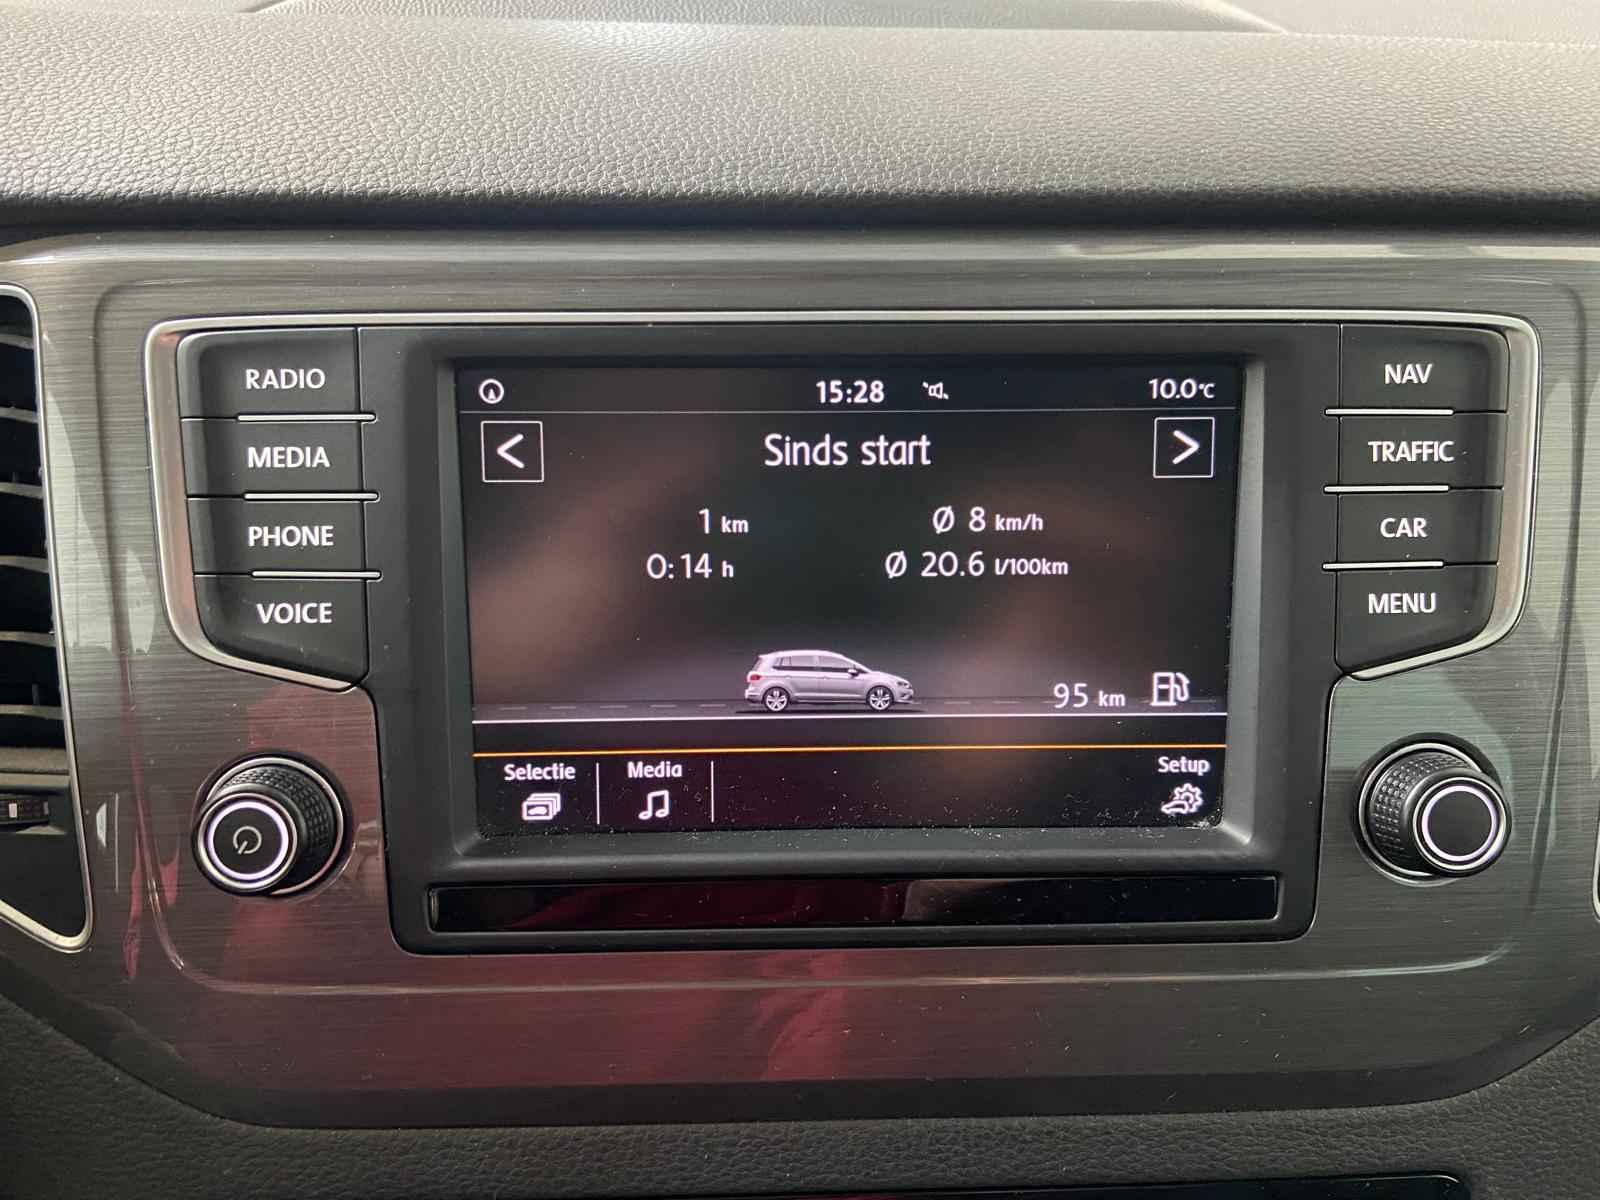 RADIO
MEDIA
PHONE
VOICE
15:28
10.0°C
<
Sinds start
>
1 km
Ø 8 km/h
0:14 h
Ø 20.6 l/100km
95 km
Selectie
Media
Setup
NAV
TRAFFIC
CAR
MENU